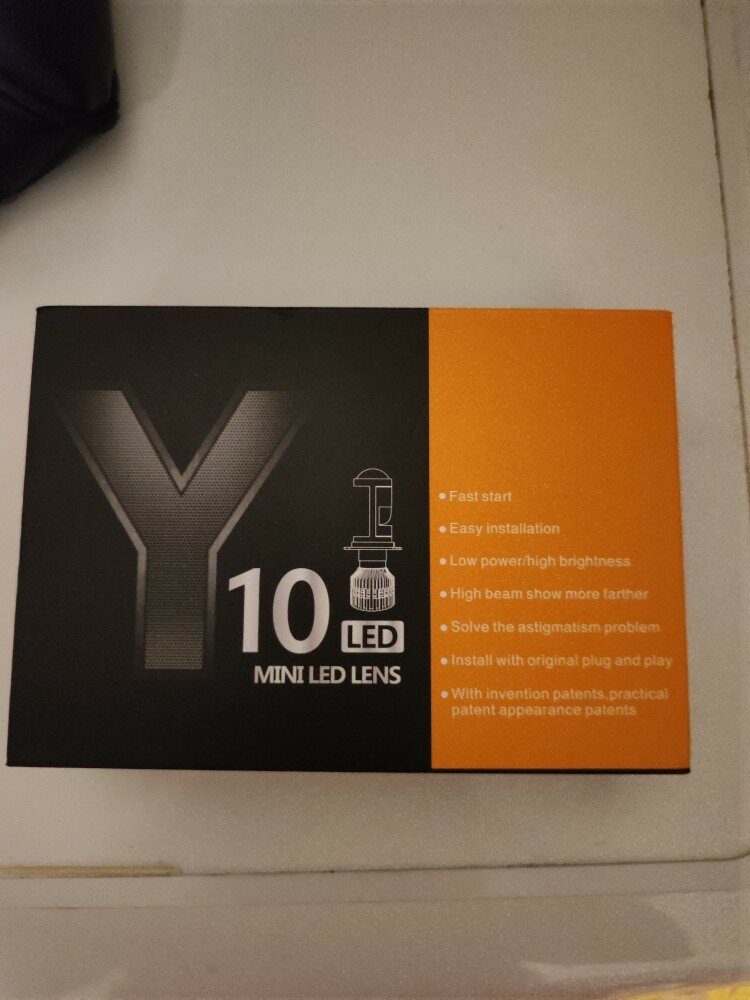 Y
10
LED
MINI LED LENS
• Fast start
• Easy installation
• Low power/high brightness
• High beam show more farther
• Solve the astigmatism problem
• Install with original plug and play
• With invention patents,practical
patent appearance patents